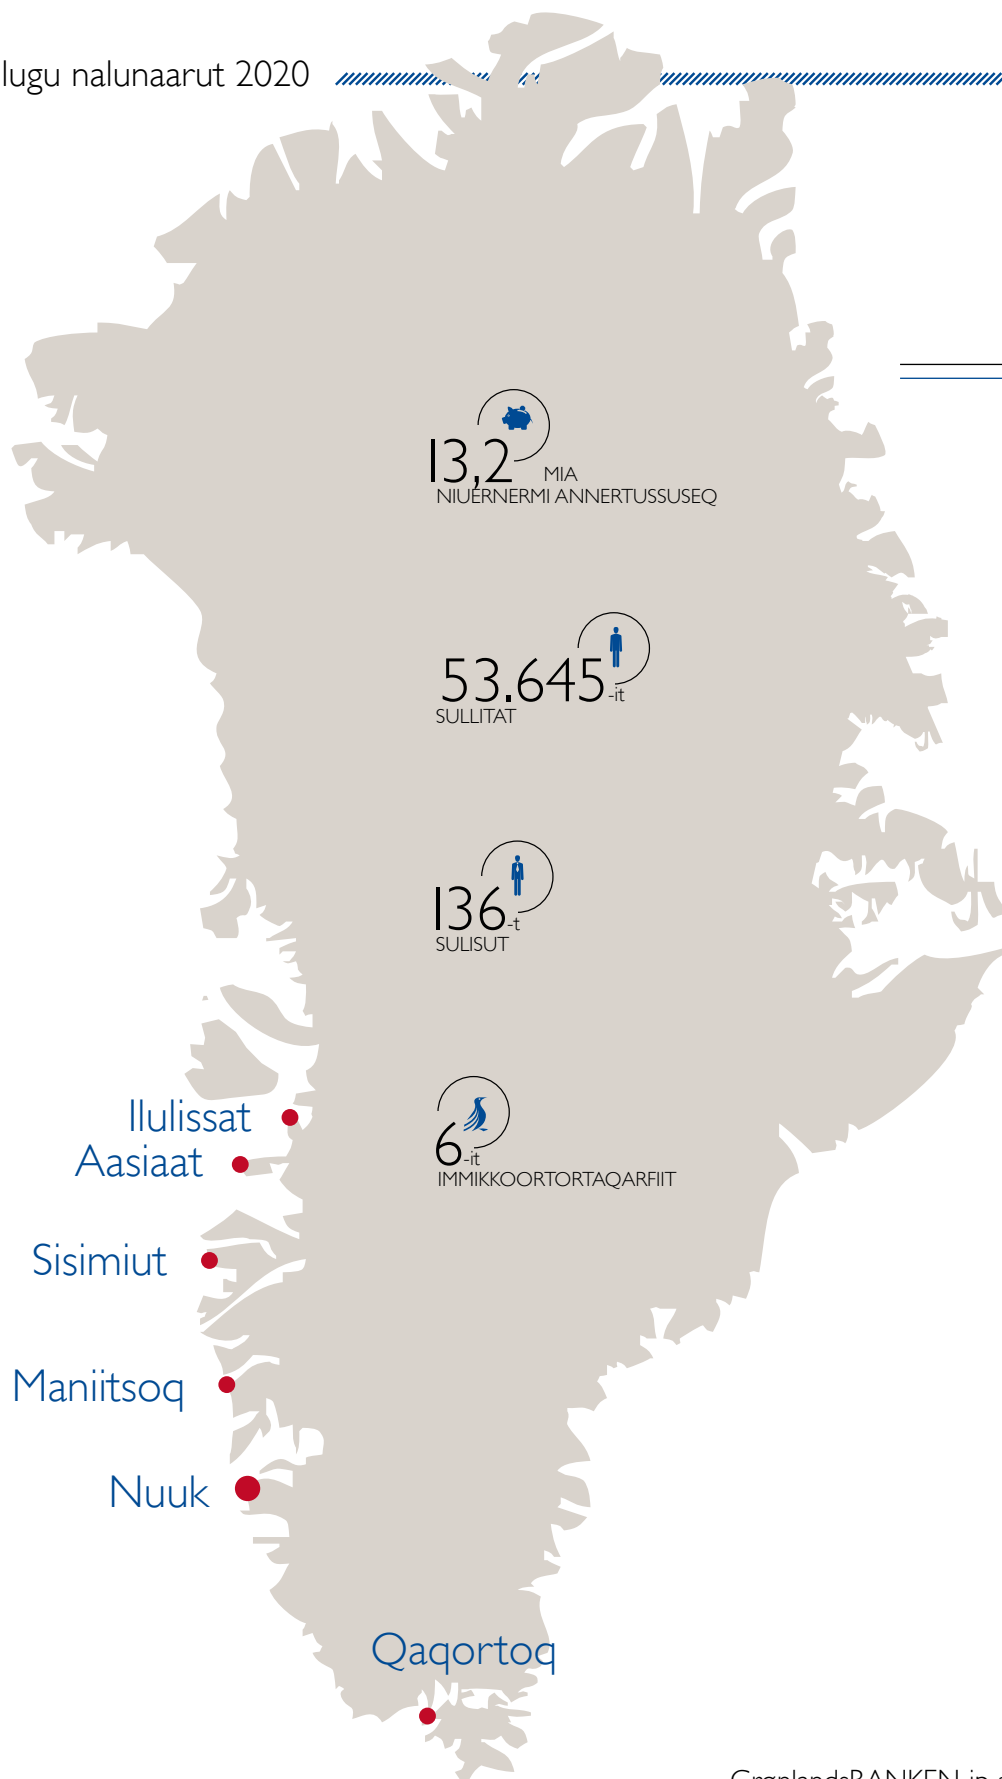 lugu nalunaarut 2020
13,2 MIA
NIUERNERMI ANNERTUSSUSEQ
53.645-it
SULLITAT
136-t
SULISUT
6-it
IMMIKKOORTORTAQARFIIT
Ilulissat
Aasiaat
Sisimiut
Maniitsoq
Nuuk
Qaqortoq